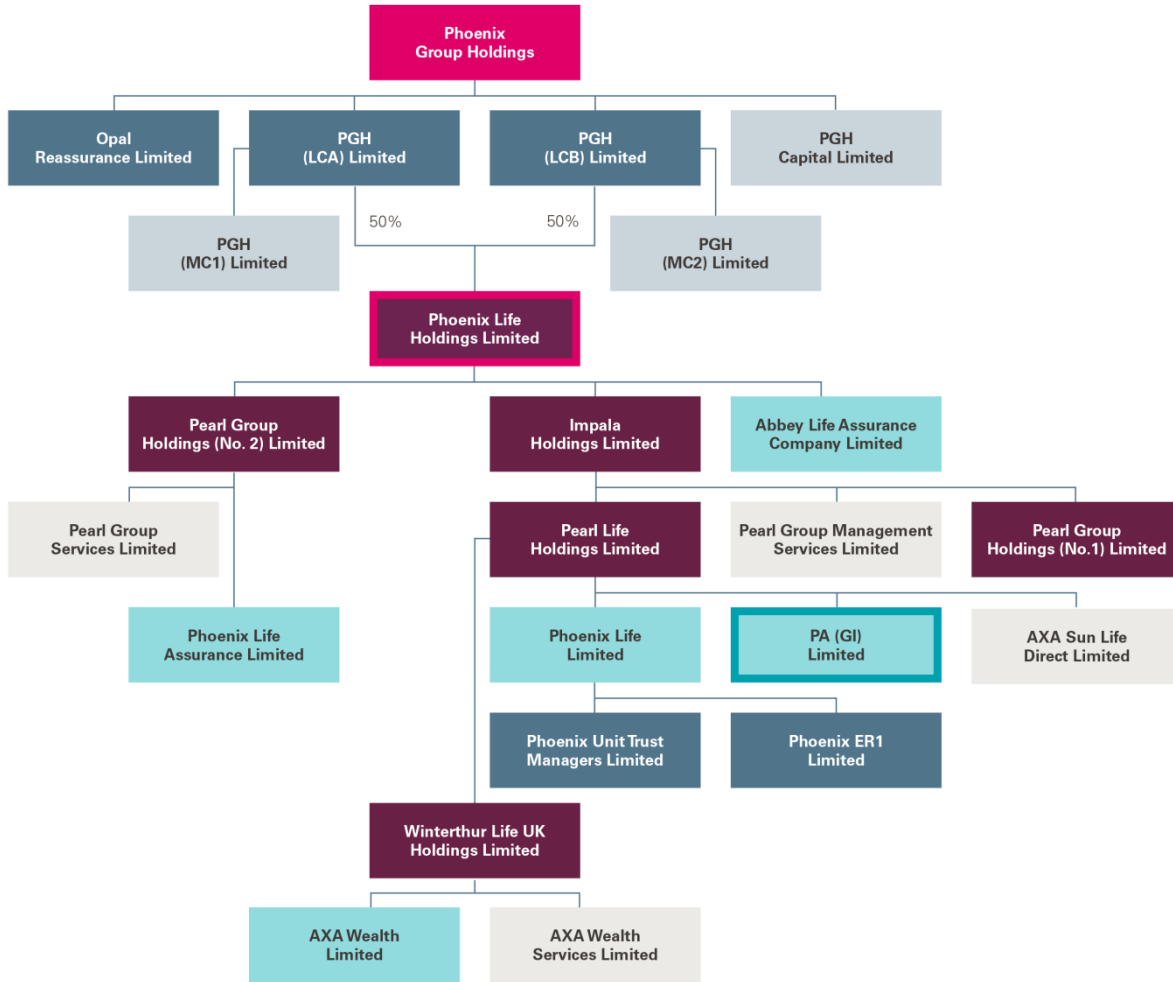 Phoenix
Group Holdings
Opal
Reassurance Limited
PGH
(LCA) Limited
PGH
(LCB) Limited
PGH
Capital Limited
50%
50%
PGH
(MC1) Limited
PGH
(MC2) Limited
Phoenix Life
Holdings Limited
Pearl Group
Holdings (No. 2) Limited
Impala
Holdings Limited
Abbey Life Assurance
Company Limited
Pearl Group
Services Limited
Pearl Life
Holdings Limited
Pearl Group Management
Services Limited
Pearl Group
Holdings (No.1) Limited
Phoenix Life
Assurance Limited
Phoenix Life
Limited
PA (GI)
Limited
AXA Sun Life
Direct Limited
Phoenix Unit Trust
Managers Limited
Phoenix ER1
Limited
Winterthur Life UK
Holdings Limited
AXA Wealth
Limited
AXA Wealth
Services Limited